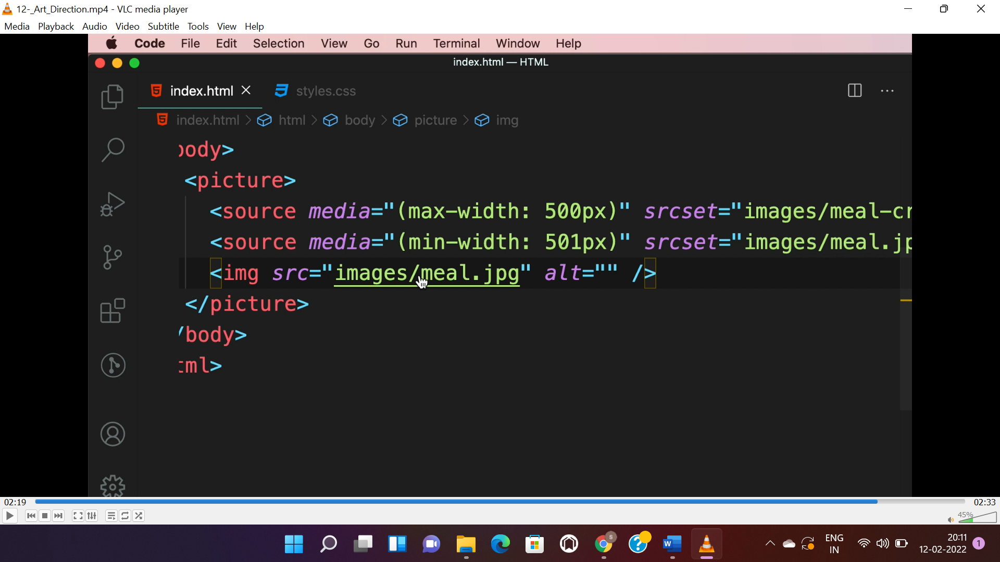 12-_Art_Direction.mp4 - VLC media player
Media Playback Audio Video Subtitle Tools View Help
Code File Edit Selection View Go Run Terminal Window Help
index.html — HTML
index.html styles.css
index.html > html > body > picture > img
body>
<picture>
<source media="(max-width: 500px)" srcset="images/meal-cr
<source media="(min-width: 501px)" srcset="images/meal.jp
<img src="images/meal.jpg" alt="" />
</picture>
/body>
tml>
02:19 02:33
45%
ENG 20:11
IN 12-02-2022 1